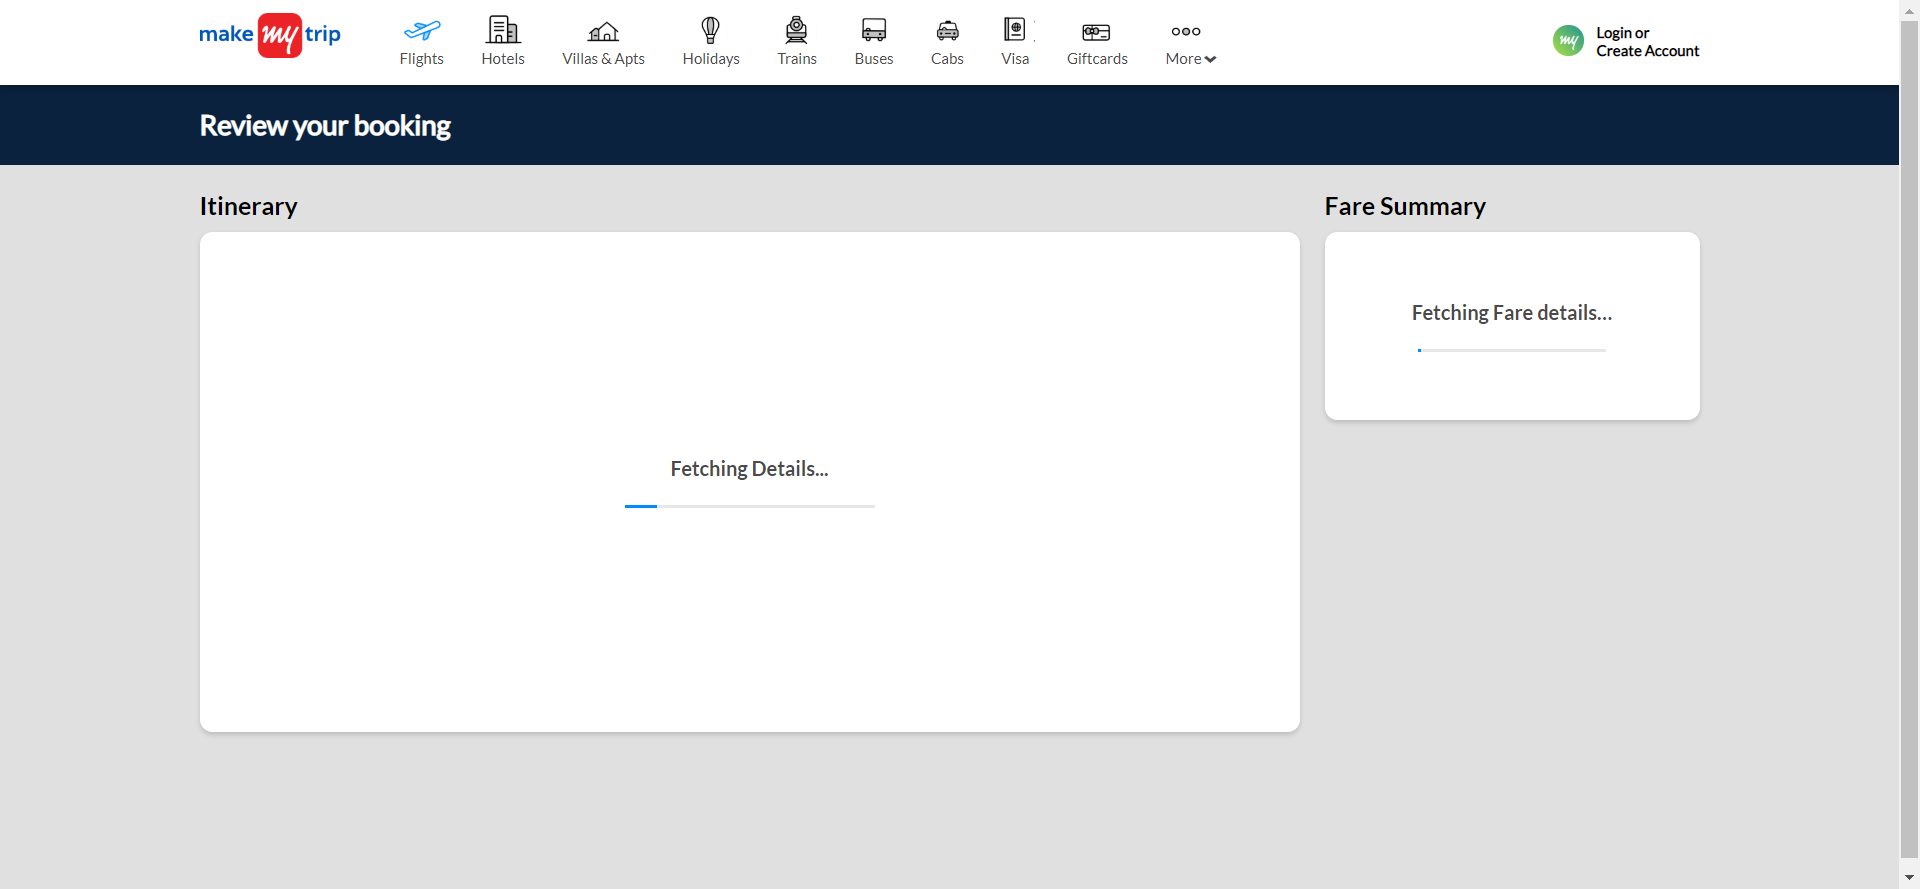 make my trip
Flights
Hotels
Villas & Apts
Holidays
Trains
Buses
Cabs
Visa
Giftcards
More
my
Login or
Create Account
Review your booking
Itinerary
Fare Summary
Fetching Fare details...
Fetching Details...